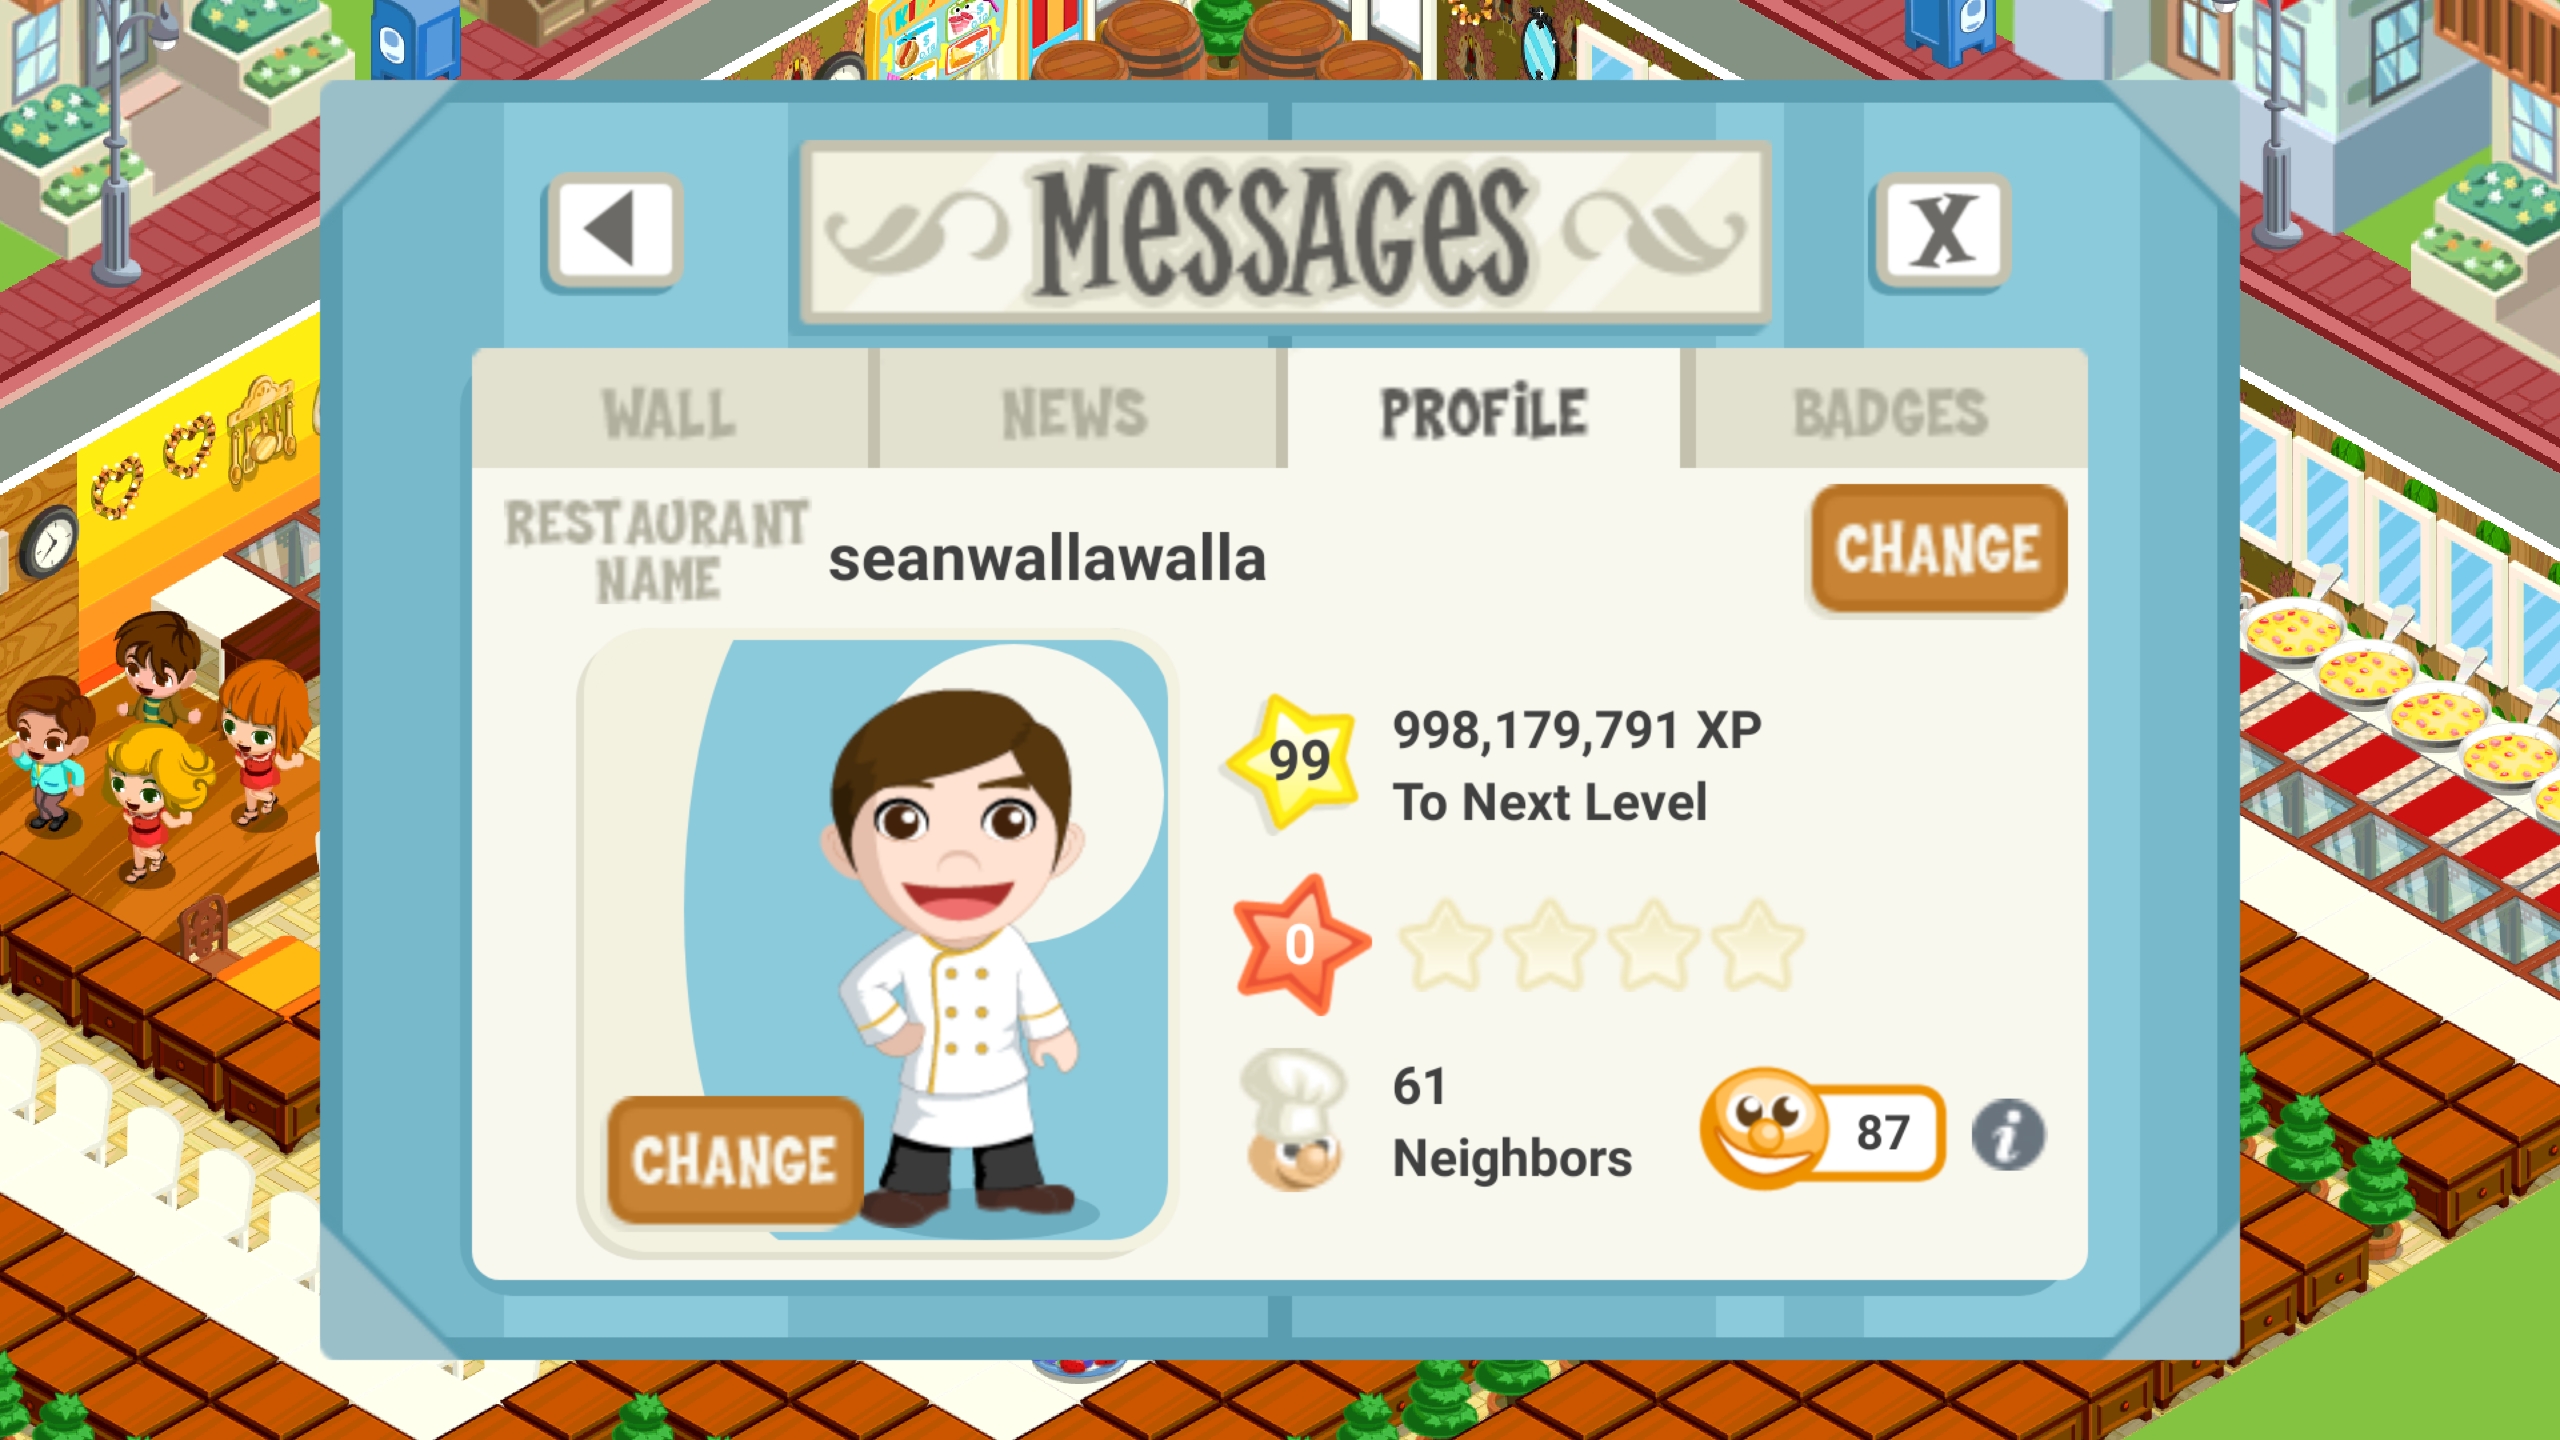 MESSAGES
X
WALL
NEWS
PROFILE
BADGES
RESTAURANT
NAME
seanwallawalla
CHANGE
99
998,179,791 XP
To Next Level
0
61
Neighbors
87
i
CHANGE